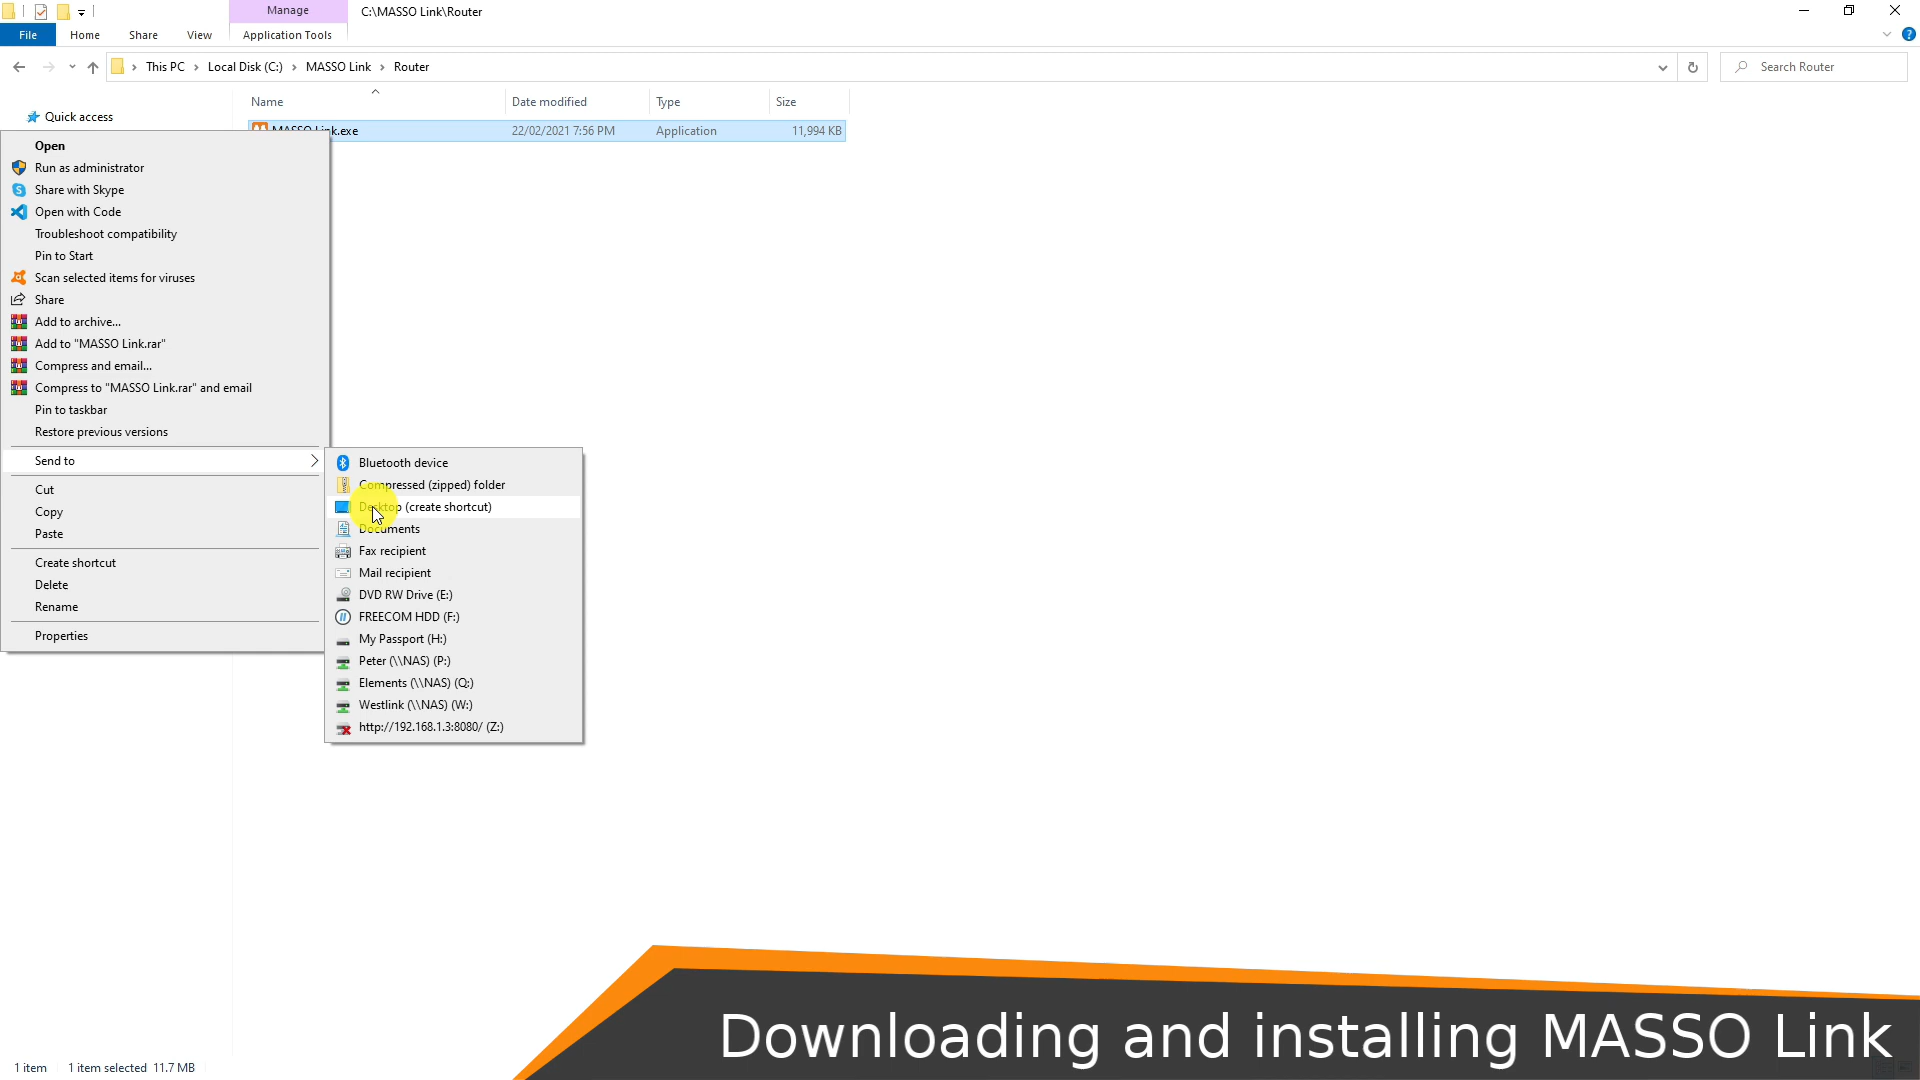 Manage
C:\MASSO Link\Router
File
Home
Share
View
Application Tools
This PC
Local Disk (C:)
MASSO Link
Router
Search Router
Name
Date modified
Type
Size
Quick access
MASSO Link.exe
22/02/2021 7:56 PM
Application
11,994 KB
Open
Run as administrator
Share with Skype
Open with Code
Troubleshoot compatibility
Pin to Start
Scan selected items for viruses
Share
Add to archive...
Add to "MASSO Link.rar"
Compress and email...
Compress to "MASSO Link.rar" and email
Pin to taskbar
Restore previous versions
Send to
Cut
Copy
Paste
Create shortcut
Delete
Rename
Properties
Bluetooth device
Compressed (zipped) folder
Desktop (create shortcut)
Documents
Fax recipient
Mail recipient
DVD RW Drive (E:)
FREECOM HDD (F:)
My Passport (H:)
Peter (\\NAS) (P:)
Elements (\\NAS) (Q:)
Westlink (\\NAS) (W:)
http://192.168.1.3:8080/ (Z:)
Downloading and installing MASSO Link
1 item
1 item selected 11.7 MB